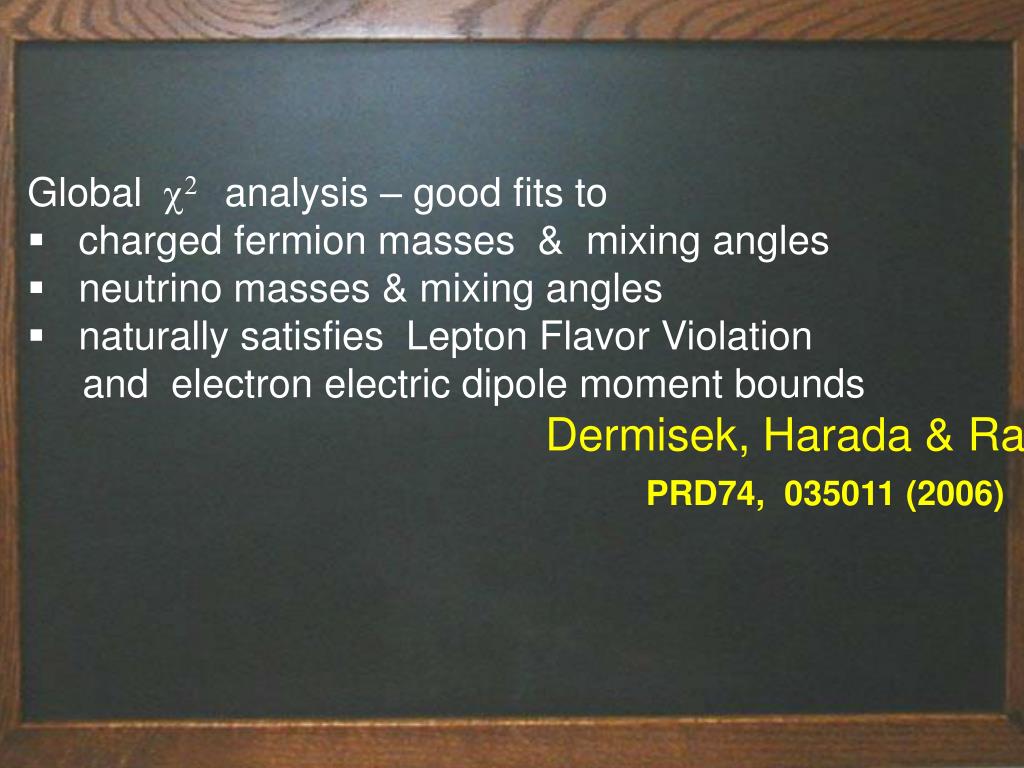 Global χ² analysis – good fits to
▪ charged fermion masses & mixing angles
▪ neutrino masses & mixing angles
▪ naturally satisfies Lepton Flavor Violation
and electron electric dipole moment bounds
Dermisek, Harada & Ra
PRD74, 035011 (2006)